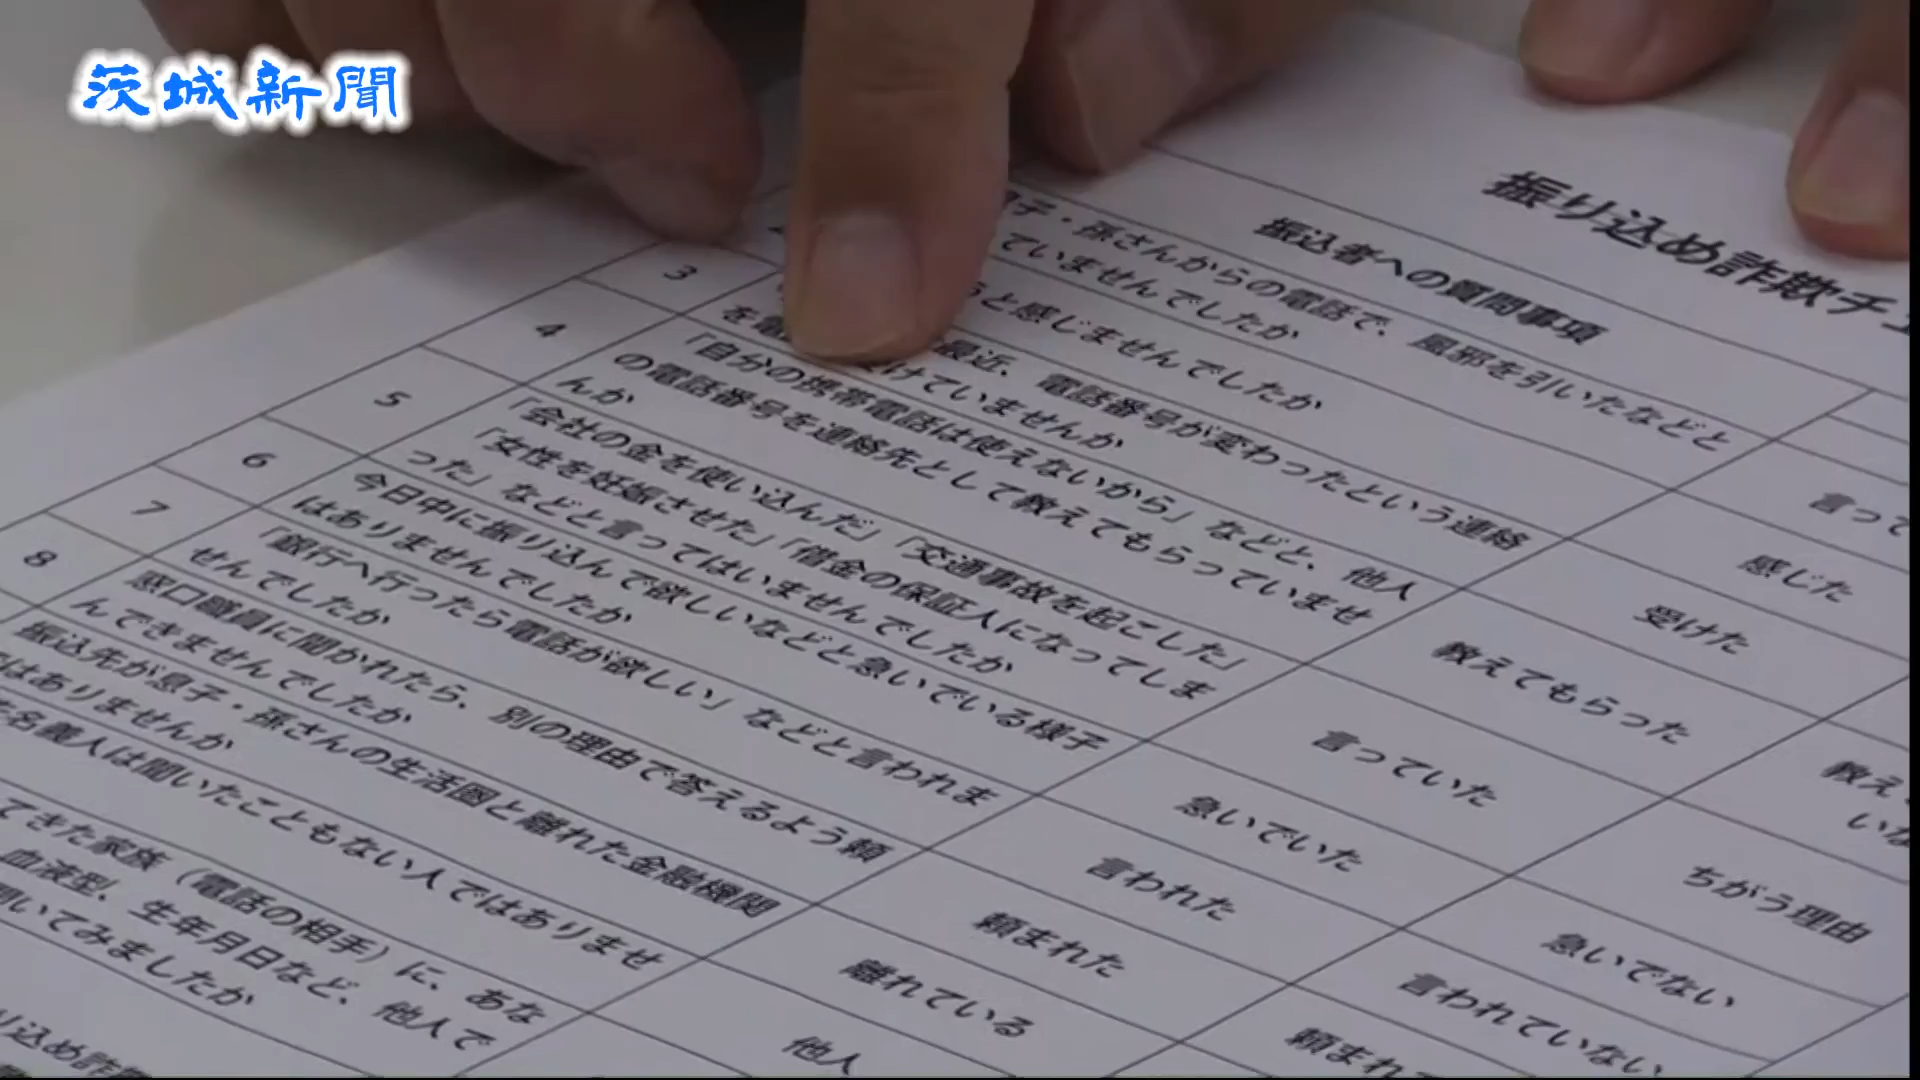 茨城新聞
振り込め詐欺チ
振込者への質問事項
子・孫さんからの電話で、風邪を引いたなどと
ていませんでしたか
言って
と感じませんでしたか
感じた
3
最近、電話番号が変わったという連絡
を電 けていませんか
受けた
4
「自分の携帯電話は使えないから」などと、他人
の電話番号を連絡先として教えてもらっていませ
んか
教えてもらった
教え
いな
5
「会社の金を使い込んだ」「交通事故を起こした」
「女性を妊娠させた」「借金の保証人になってしま
った」などと言ってはいませんでしたか
言っていた
ちがう理由
6
今日中に振り込んで欲しいなどと急いでいる様子
はありませんでしたか
急いでいた
急いでない
7
「銀行へ行ったら電話が欲しい」などと言われま
せんでしたか
言われた
言われていない
8
窓口職員に聞かれたら、別の理由で答えるよう頼
んできませんでしたか
頼まれた
頼まれて
振込先が息子・孫さんの生活圏と離れた金融機関
ではありませんか
離れている
名義人は聞いたこともない人ではありませ
他人
てきた家族（電話の相手）に、あな
血液型、生年月日など、他人で
聞いてみましたか
り込め詐欺